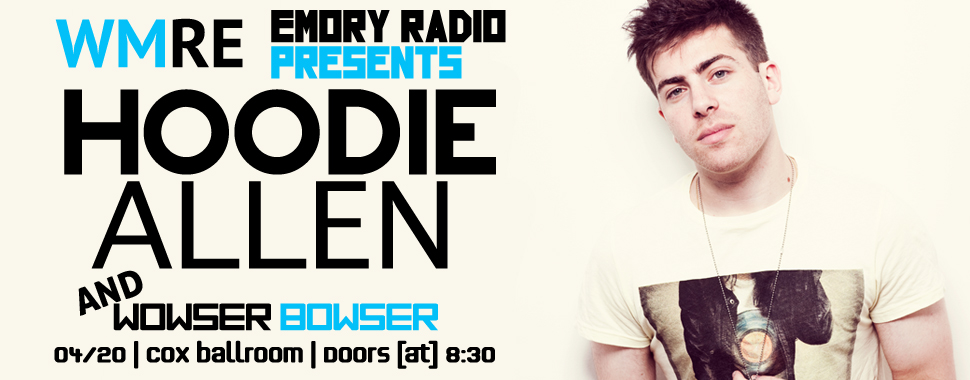 WMRE
EMORY RADIO
PRESENTS
HOODIE
ALLEN
AND
WOWSER BOWSER
04/20 | cox ballroom | Doors [at] 8:30